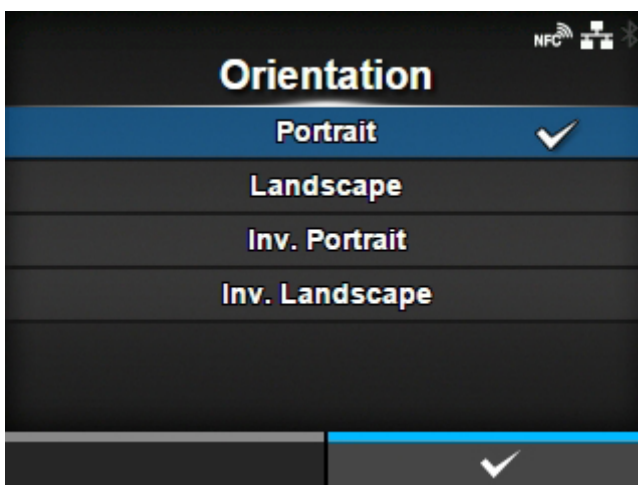 NFC
Orientation
Portrait
Landscape
Inv. Portrait
Inv. Landscape